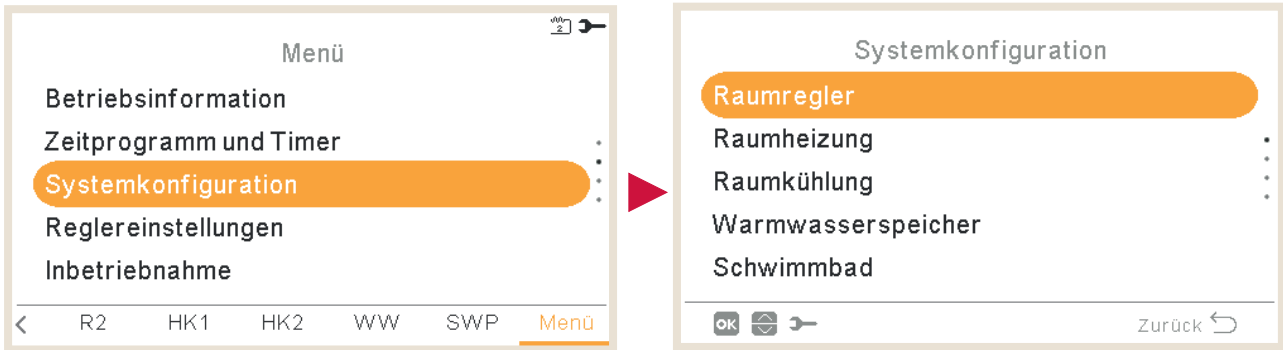 2
Menü
Betriebsinformation
Zeitprogramm und Timer
Systemkonfiguration
Reglereinstellungen
Inbetriebnahme
< R2 HK1 HK2 WW SWP Menü
Systemkonfiguration
Raumregler
Raumheizung
Raumkühlung
Warmwasserspeicher
Schwimmbad
OK Zurück